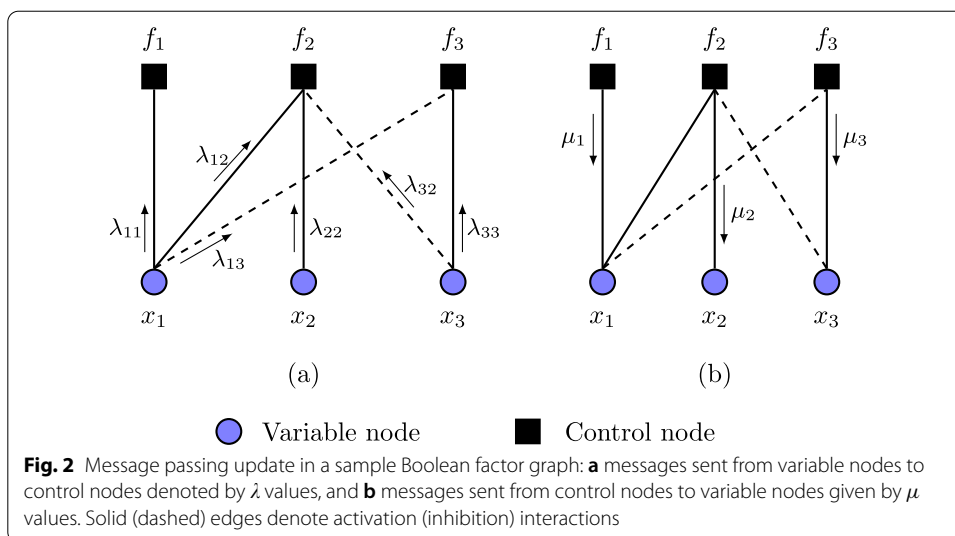 f₁ f₂ f₃ f₁ f₂ f₃
λ₁₂ λ₃₂ μ₁ μ₃
λ₁₁ λ₁₃ λ₂₂ λ₃₃ μ₂
x₁ x₂ x₃ x₁ x₂ x₃
(a) (b)
Variable node Control node
Fig. 2 Message passing update in a sample Boolean factor graph: a messages sent from variable nodes to
control nodes denoted by λ values, and b messages sent from control nodes to variable nodes given by μ
values. Solid (dashed) edges denote activation (inhibition) interactions